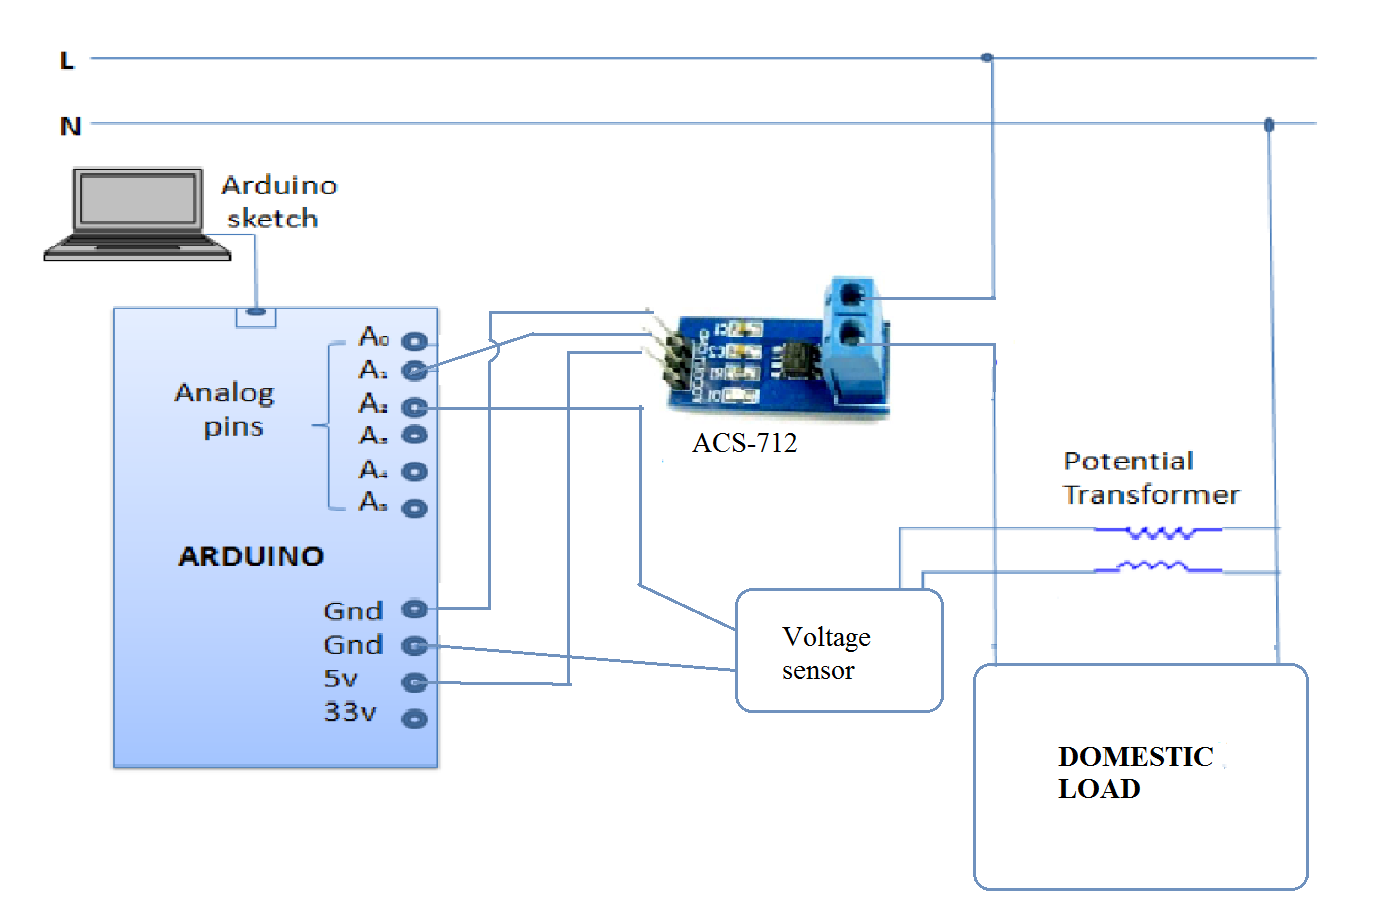 L
N
Arduino
sketch
A0
A1
Analog
pins
A2
A3
A4
A5
ACS-712
Potential
Transformer
ARDUINO
Gnd
Gnd
5v
33v
Voltage
sensor
DOMESTIC
LOAD